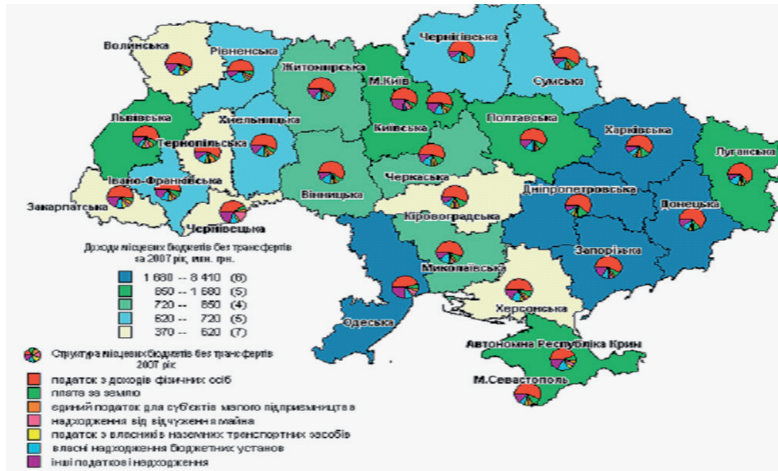 Волинська
Рівненська
Житомирська
М.Київ
Чернігівська
Сумська
Львівська
Хмельницька
Тернопільська
Київська
Полтавська
Харківська
Луганська
Івано-Франківська
Закарпатська
Чернівецька
Вінницька
Черкаська
Кіровоградська
Дніпропетровська
Донецька
Запорізька
Миколаївська
Одеська
Херсонська
Автономна Республіка Крим
М.Севастополь
Доходи місцевих бюджетів без трансфертів
за 2007 рік, млн. грн.
1 680 -- 8 410 (6)
850 -- 1 680 (5)
720 -- 850 (4)
620 -- 720 (5)
370 -- 620 (7)
Структура місцевих бюджетів без трансфертів
2007 рік
податок з доходів фізичних осіб
плата за землю
єдиний податок для суб'єктів малого підприємництва
надходження від відчуження майна
податок з власників наземних транспортних засобів
власні надходження бюджетних установ
інші податкові надходження